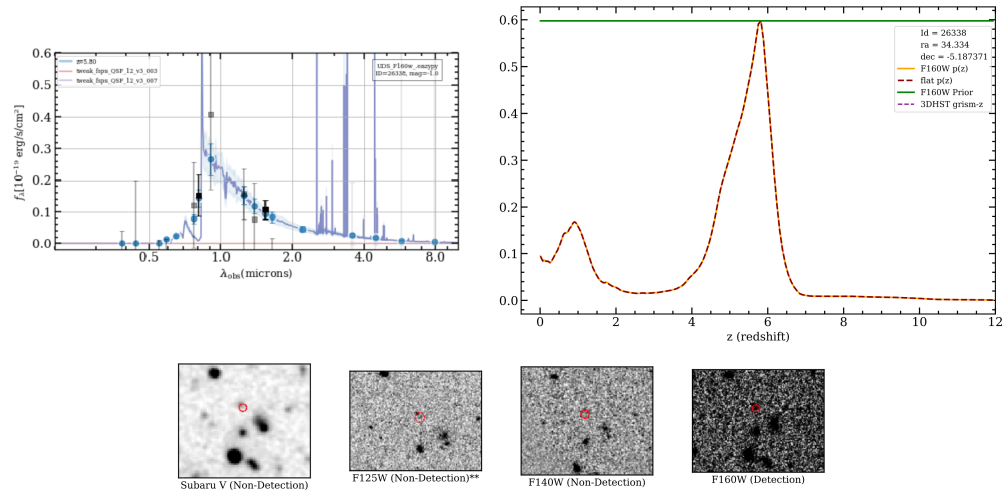 z=5.80
tweak_fsps_QSF_12_v3_003
tweak_fsps_QSF_12_v3_007
UDS_F160w_eazypy
ID=26338, mag=-1.0
fλ[10⁻¹⁹ erg/s/cm²]
0.6
0.5
0.4
0.3
0.2
0.1
0.0
0.5 1.0 2.0 4.0 8.0
λobs(microns)
Id = 26338
ra = 34.334
dec = -5.187371
F160W p(z)
flat p(z)
F160W Prior
3DHST grism-z
0.6
0.5
0.4
0.3
0.2
0.1
0.0
0 2 4 6 8 10 12
z (redshift)
Subaru V (Non-Detection)
F125W (Non-Detection)**
F140W (Non-Detection)
F160W (Detection)